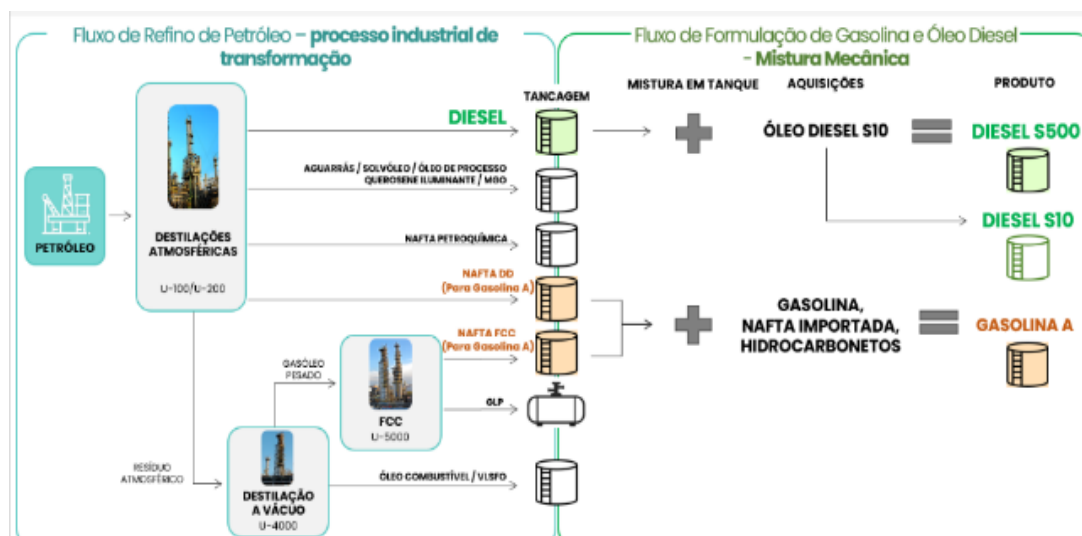 Fluxo de Refino de Petróleo – processo industrial de
transformação
Fluxo de Formulação de Gasolina e Óleo Diesel
- Mistura Mecânica
TANCAGEM
MISTURA EM TANQUE
AQUISIÇÕES
PRODUTO
DIESEL
ÓLEO DIESEL S10
DIESEL S500
AGUARRÁS / SOLVÓLEO / ÓLEO DE PROCESSO
QUEROSENE ILUMINANTE / MGO
PETRÓLEO
DESTILAÇÕES
ATMOSFÉRICAS
U-100/U-200
DIESEL S10
NAFTA PETROQUÍMICA
NAFTA DD
(Para Gasolina A)
NAFTA FCC
(Para Gasolina A)
GASOLINA,
NAFTA IMPORTADA,
HIDROCARBONETOS
GASOLINA A
GASÓLEO
PESADO
FCC
U-5000
GLP
RESÍDUO
ATMOSFÉRICO
DESTILAÇÃO
A VÁCUO
U-4000
ÓLEO COMBUSTÍVEL / VLSFO